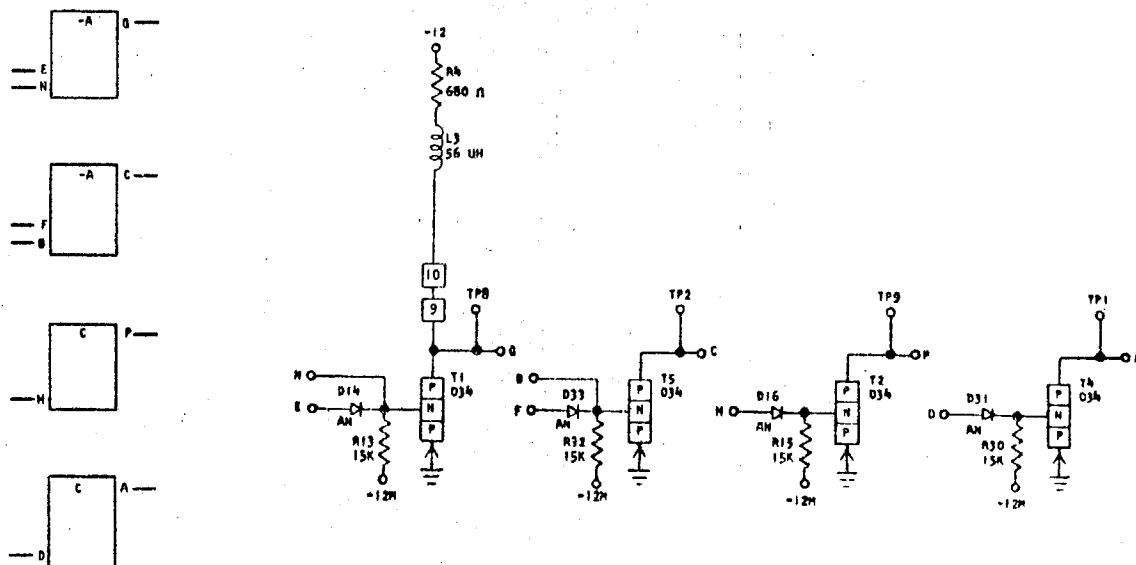 -A G
E
N
-A C
F
B
C P
H
C A
D
-12
R4
680 Ω
L3
56 UH
10
9
TP8
G
N
E
D14
AN
R13
15K
-12M
P
N
P
T1
034
TP2
C
B
F
D33
AN
R32
15K
-12M
P
N
P
T5
034
TP9
P
H
D16
AN
R15
15K
-12M
P
N
P
T2
034
TP1
D
D31
AN
R30
15K
-12M
P
N
P
T4
034